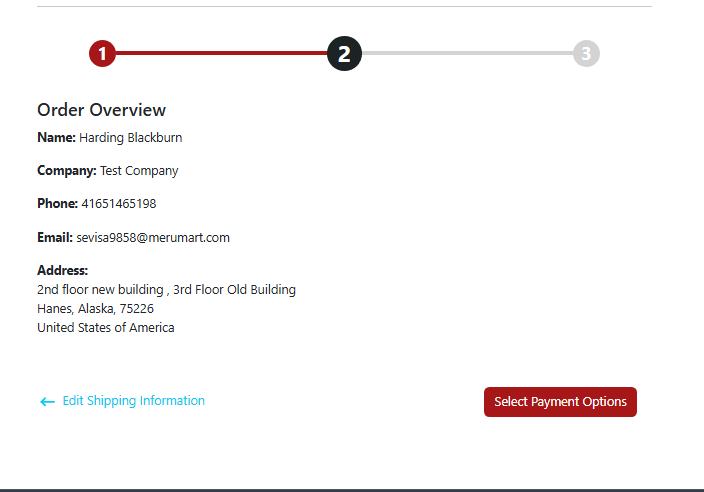 1
2
3
Order Overview
Name: Harding Blackburn
Company: Test Company
Phone: 41651465198
Email: sevisa9858@merumart.com
Address:
2nd floor new building , 3rd Floor Old Building
Hanes, Alaska, 75226
United States of America
← Edit Shipping Information
Select Payment Options